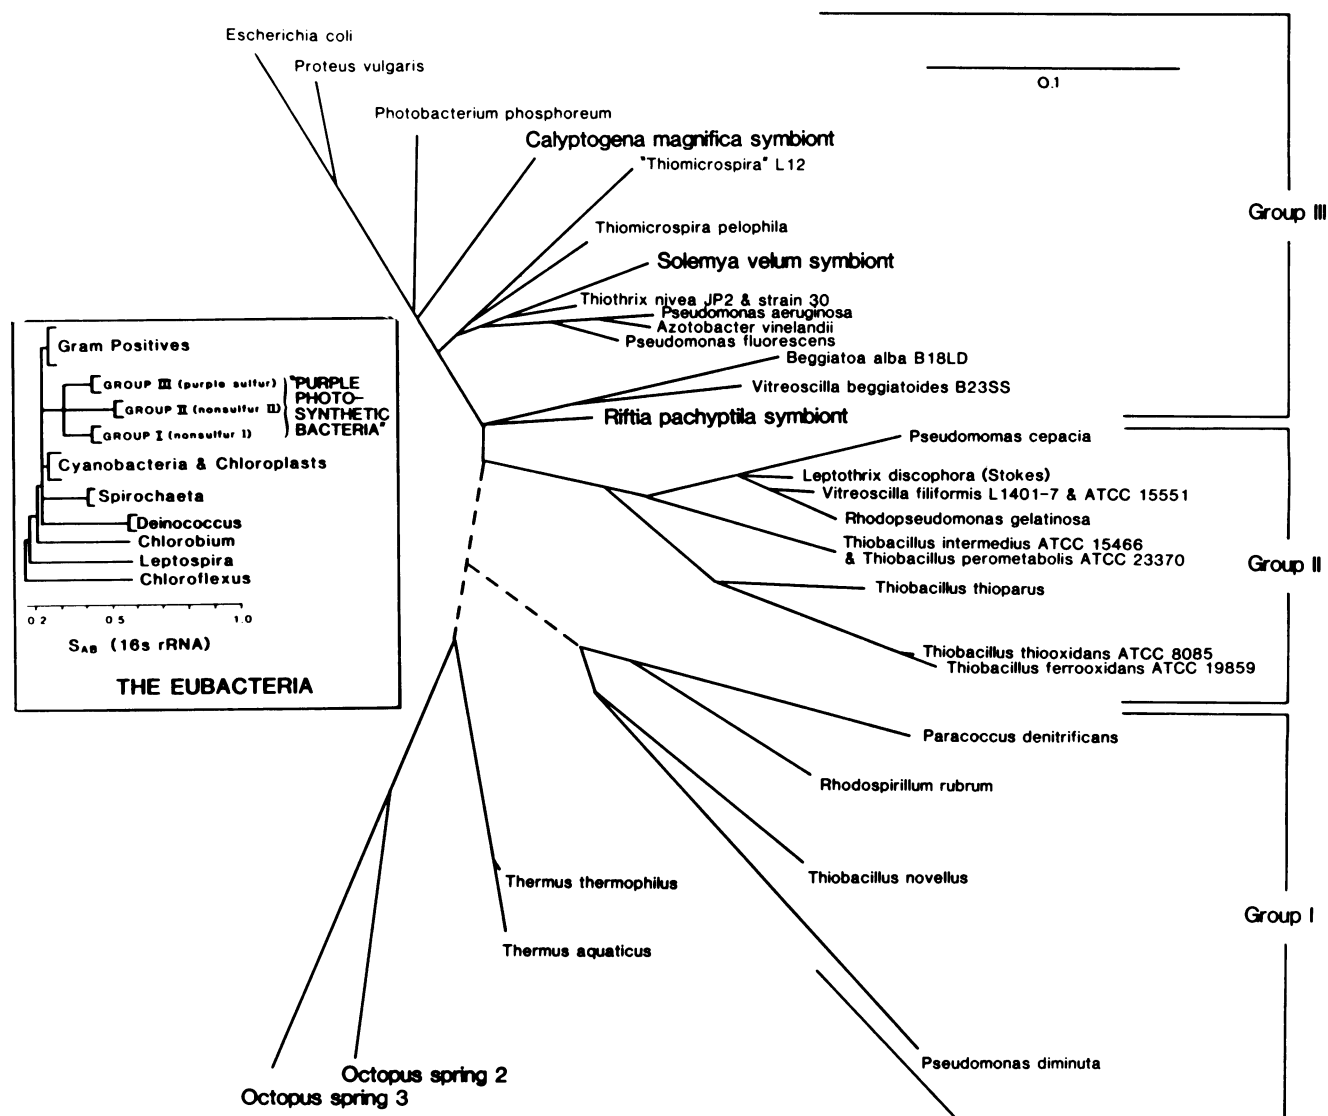 Escherichia coli
Proteus vulgaris
0.1
Photobacterium phosphoreum
Calyptogena magnifica symbiont
"Thiomicrospira" L12
Group III
Thiomicrospira pelophila
Solemya velum symbiont
Thiothrix nivea JP2 & strain 30
Pseudomonas aeruginosa
Azotobacter vinelandii
Pseudomonas fluorescens
Beggiatoa alba B18LD
Vitreoscilla beggiatoides B23SS
Riftia pachyptila symbiont
Pseudomomas cepacia
Leptothrix discophora (Stokes)
Vitreoscilla filiformis L1401-7 & ATCC 15551
Rhodopseudomonas gelatinosa
Thiobacillus intermedius ATCC 15466
& Thiobacillus perometabolis ATCC 23370
Group II
Thiobacillus thioparus
Thiobacillus thiooxidans ATCC 8085
Thiobacillus ferrooxidans ATCC 19859
Paracoccus denitrificans
Rhodospirillum rubrum
Thiobacillus novellus
Group I
Pseudomonas diminuta
Thermus thermophilus
Thermus aquaticus
Octopus spring 2
Octopus spring 3
Gram Positives
GROUP III (purple sulfur)
GROUP II (nonsulfur II)
GROUP I (nonsulfur I)
"PURPLE
PHOTO-
SYNTHETIC
BACTERIA"
Cyanobacteria & Chloroplasts
Spirochaeta
Deinococcus
Chlorobium
Leptospira
Chloroflexus
0.2 0.5 1.0
SAB (16s rRNA)
THE EUBACTERIA